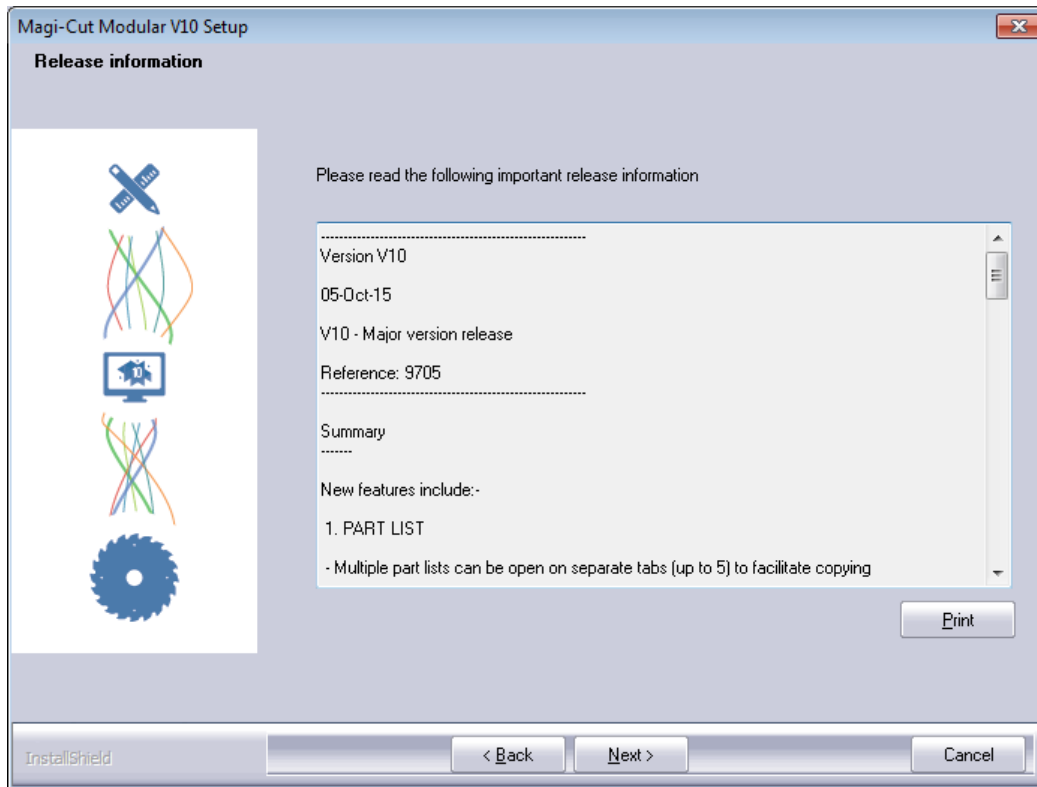 Magi-Cut Modular V10 Setup
Release information
Please read the following important release information
------------------------------------------------------------
Version V10
05-Oct-15
V10 - Major version release
Reference: 9705
------------------------------------------------------------
Summary
-------
New features include:-
1. PART LIST
- Multiple part lists can be open on separate tabs (up to 5) to facilitate copying
10
Print
InstallShield
< Back
Next >
Cancel